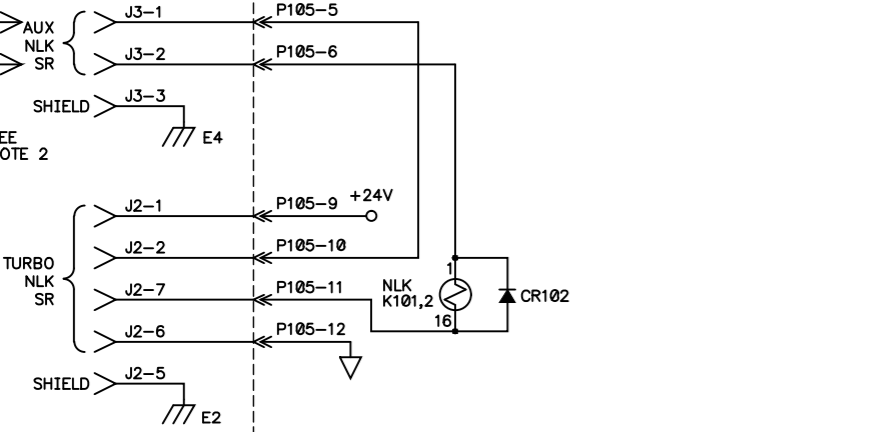 J3-1
P105-5
AUX
NLK
SR
J3-2
P105-6
SHIELD
J3-3
E4
EE
OTE 2
J2-1
P105-9
+24V
J2-2
P105-10
TURBO
NLK
SR
J2-7
P105-11
NLK
K101,2
1
16
CR102
J2-6
P105-12
SHIELD
J2-5
E2